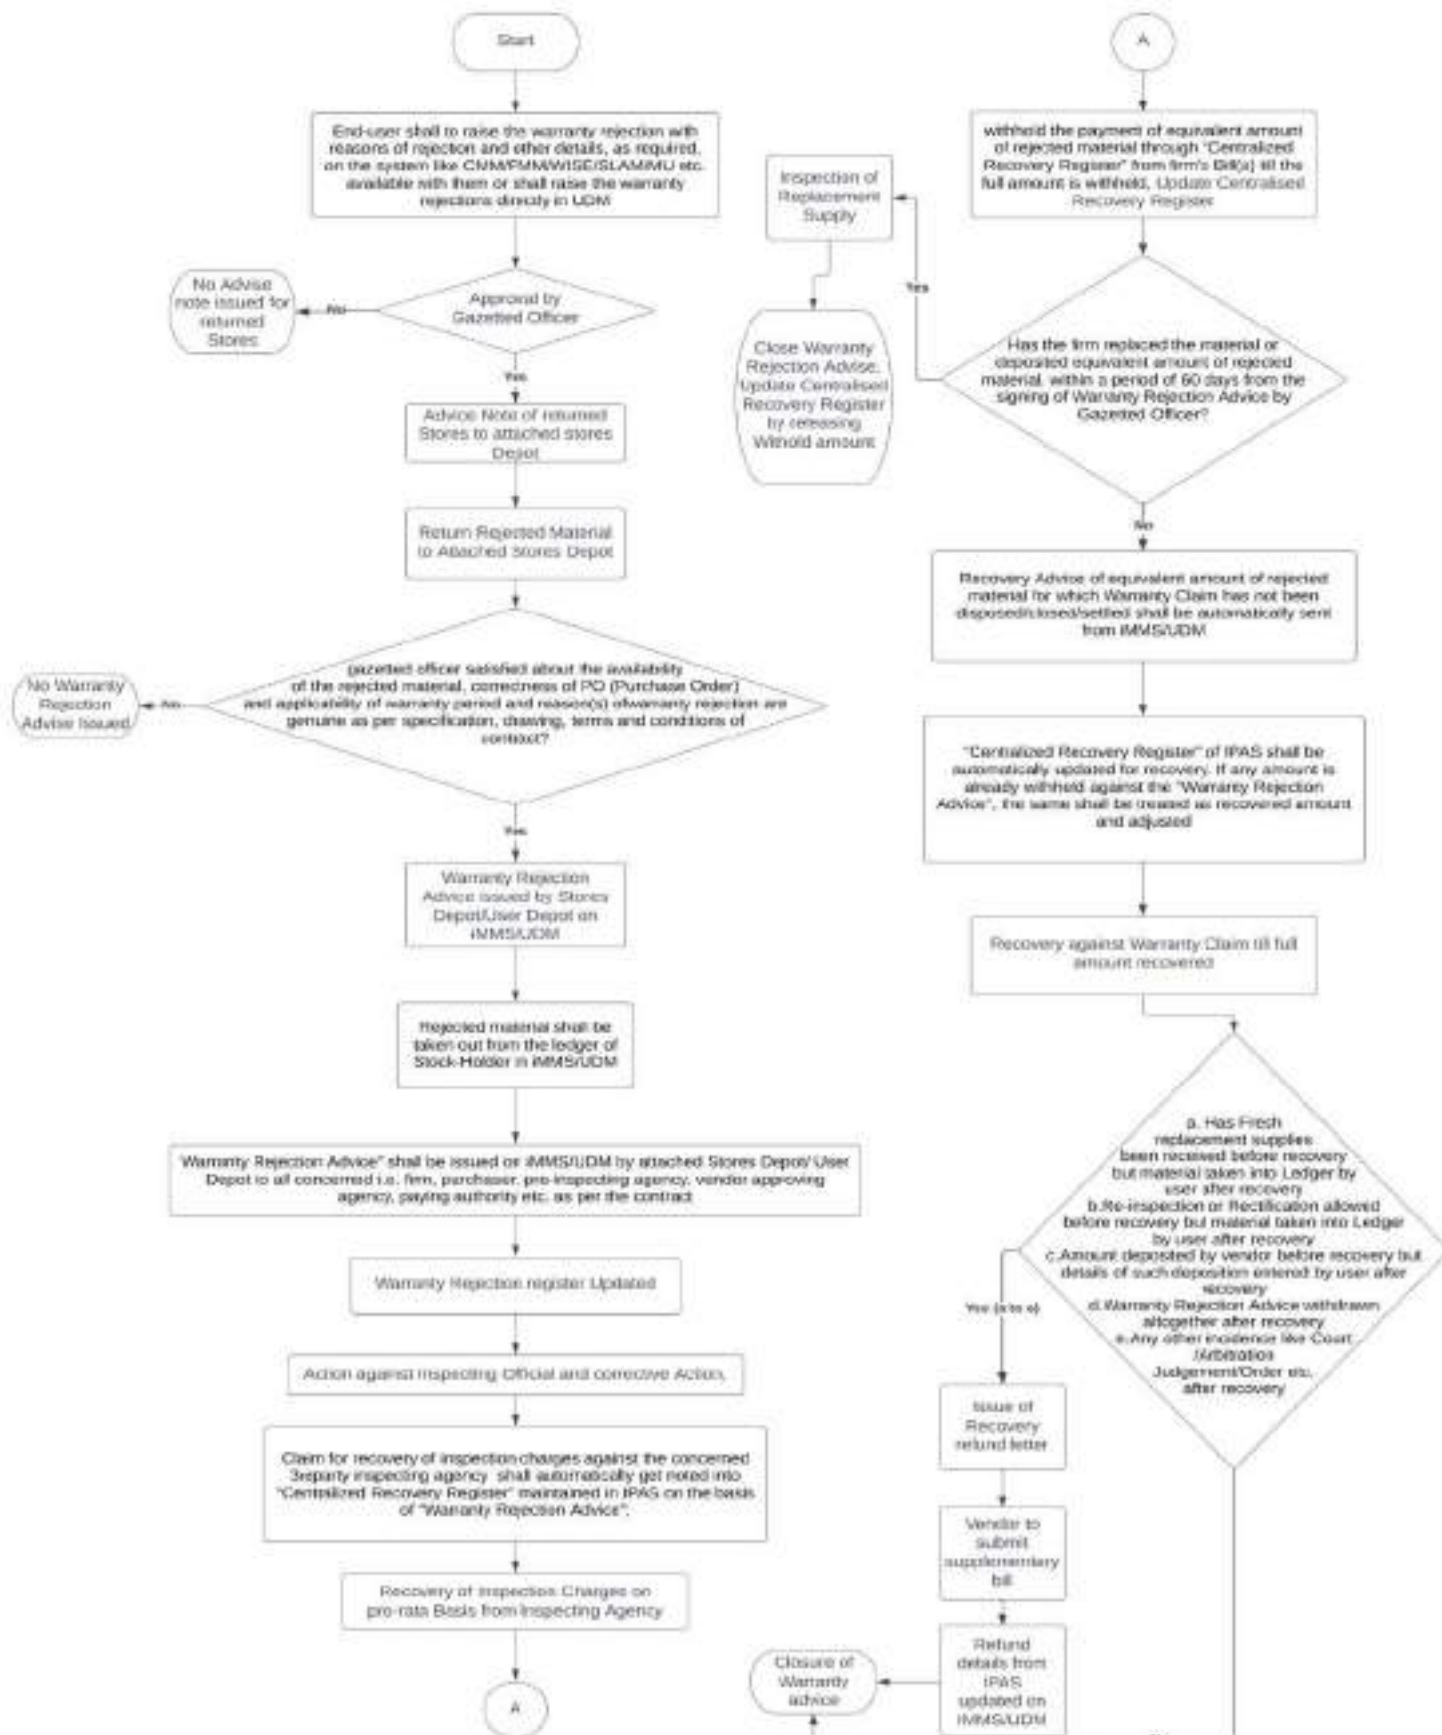 Start
End-user shall to raise the warranty rejection with
reasons of rejection and other details, as required,
on the system like CMM/FMM/WISE/SLAM/MU etc.
available with them or shall raise the warranty
rejections directly in UDM
Approval by
Gazetted Officer
No
No Advise
note issued for
returned
Stores
Yes
Advice Note of returned
Stores to attached stores
Depot
Return Rejected Material
to Attached Stores Depot
gazetted officer satisfied about the availability
of the rejected material, correctness of PO (Purchase Order)
and applicability of warranty period and reason(s) ofwarranty rejection are
genuine as per specification, drawing, terms and conditions of
contract?
No
No Warranty
Rejection
Advise Issued
Yes
Warranty Rejection
Advice issued by Stores
Depot/User Depot on
iMMS/UDM
Rejected material shall be
taken out from the ledger of
Stock-Holder in iMMS/UDM
Warranty Rejection Advice" shall be issued on iMMS/UDM by attached Stores Depot/ User
Depot to all concerned i.e. firm, purchaser, pre-inspecting agency, vendor approving
agency, paying authority etc. as per the contract
Warranty Rejection register Updated
Action against Inspecting Official and corrective Action.
Claim for recovery of inspection charges against the concerned
3reparty inspecting agency shall automatically get noted into
"Centralized Recovery Register" maintained in IPAS on the basis
of "Warranty Rejection Advice".
Recovery of Inspection Charges on
pro-rata Basis from Inspecting Agency
A
A
withhold the payment of equivalent amount
of rejected material through "Centralized
Recovery Register" from firm's Bill(s) till the
full amount is withheld, Update Centralised
Recovery Register
Has the firm replaced the material or
deposited equivalent amount of rejected
material, within a period of 60 days from the
signing of Warranty Rejection Advice by
Gazetted Officer?
Yes
Inspection of
Replacement
Supply
Close Warranty
Rejection Advise.
Update Centralised
Recovery Register
by releasing
Withold amount
No
Recovery Advice of equivalent amount of rejected
material for which Warranty Claim has not been
disposed/closed/settled shall be automatically sent
from iMMS/UDM
"Centralized Recovery Register" of IPAS shall be
automatically updated for recovery. If any amount is
already withheld against the "Warranty Rejection
Advice", the same shall be treated as recovered amount
and adjusted
Recovery against Warranty Claim till full
amount recovered
a. Has Fresh
replacement supplies
been received before recovery
but material taken into Ledger by
user after recovery
b.Re-inspection or Rectification allowed
before recovery but material taken into Ledger
by user after recovery
c.Amount deposited by vendor before recovery but
details of such deposition entered by user after
recovery
d.Warranty Rejection Advice withdrawn
altogether after recovery
e.Any other incidence like Court
/Arbitration
Judgement/Order etc.
after recovery
Yes (a to e)
Issue of
Recovery
refund letter
Vendor to
submit
supplementary
bill
Refund
details from
IPAS
updated on
iMMS/UDM
Closure of
Warranty
advice